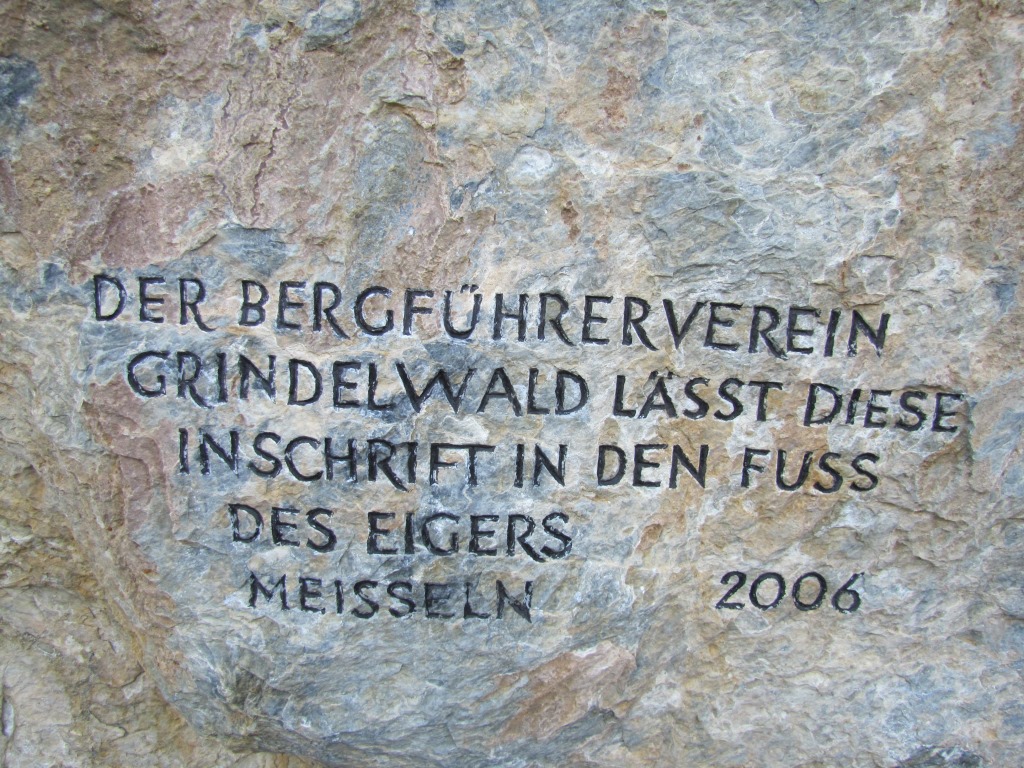 DER BERGFÜHRERVEREIN
GRINDELWALD LÄSST DIESE
INSCHRIFT IN DEN FUSS
DES EIGERS
MEISSELN 2006